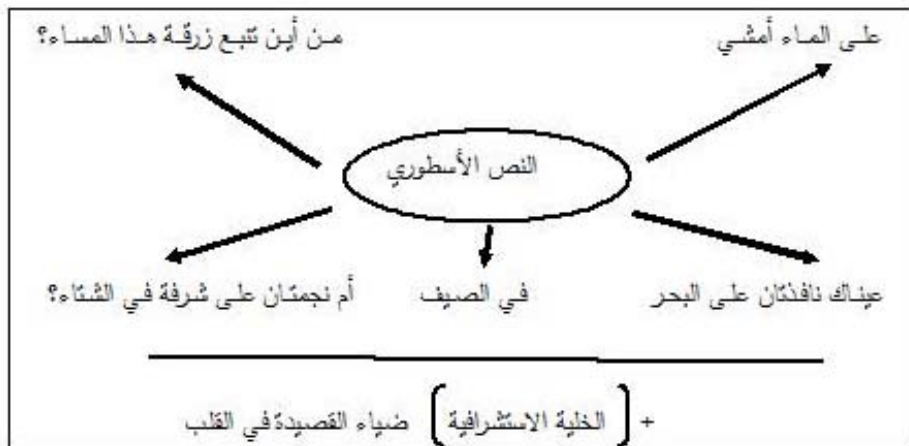 على الماء أمشي
من أين تنبع زرقة هذا المساء؟
النص الأسطوري
عيناك نافذتان على البحر
في الصيف
أم نجمتان على شرفة في الشتاء؟
+ [الخلية الاستشرافية] ضياء القصيدة في القلب